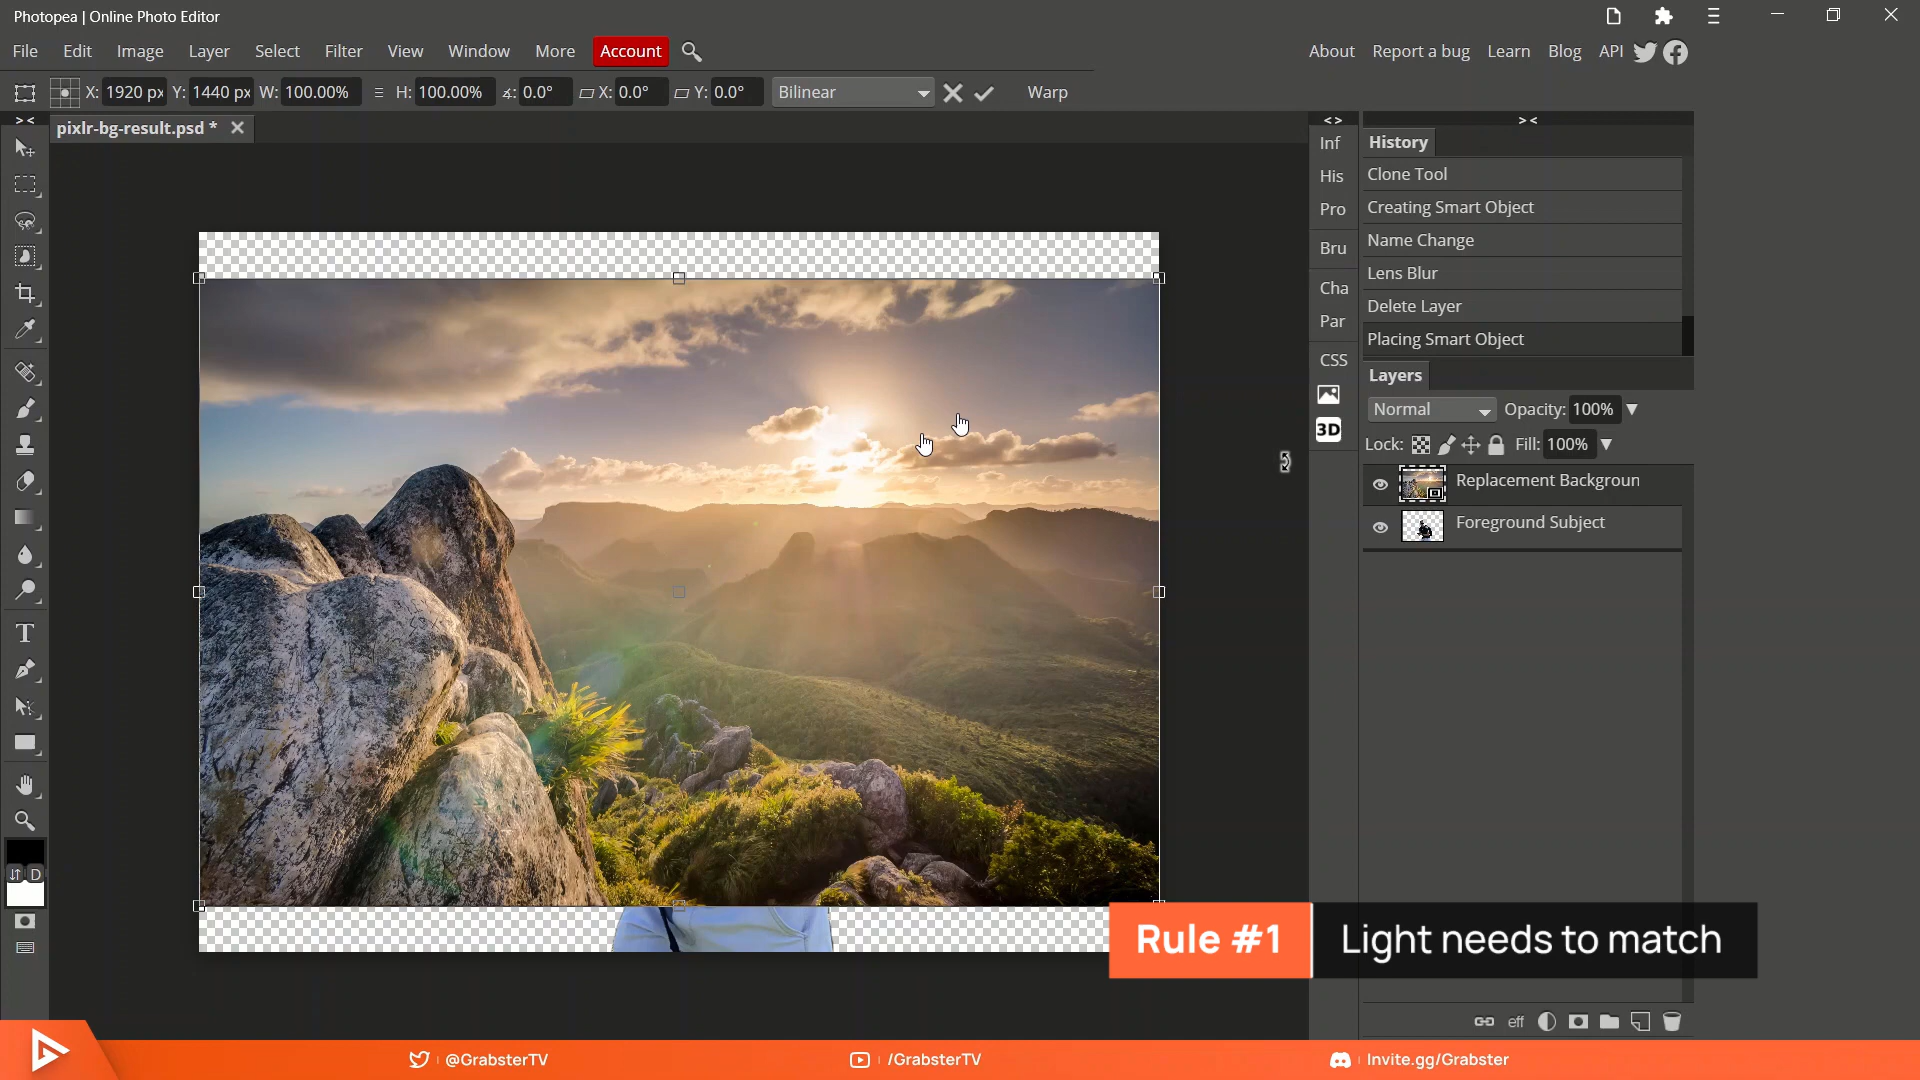 Photopea | Online Photo Editor
File Edit Image Layer Select Filter View Window More Account
About Report a bug Learn Blog API
X: 1920 px Y: 1440 px W: 100.00% H: 100.00% 0.0° X: 0.0° Y: 0.0° Bilinear Warp
> < pixlr-bg-result.psd * < > > <
Inf
His
Pro
Bru
Cha
Par
CSS
3D
History
Clone Tool
Creating Smart Object
Name Change
Lens Blur
Delete Layer
Placing Smart Object
Layers
Normal Opacity: 100%
Lock: Fill: 100%
Replacement Backgroun
Foreground Subject
D
T
Rule #1 Light needs to match
eff
@GrabsterTV /GrabsterTV Invite.gg/Grabster